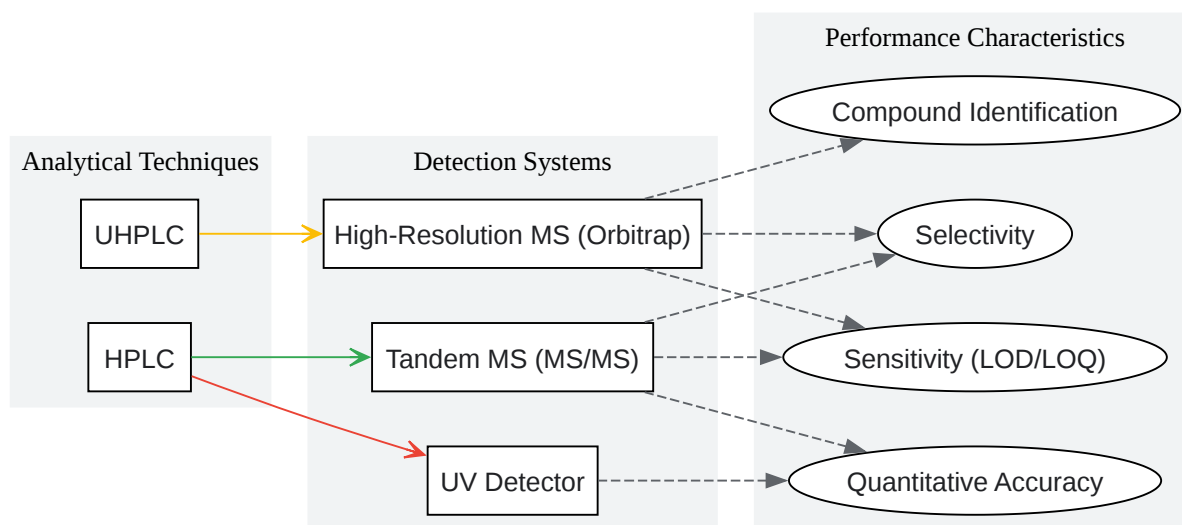 Analytical Techniques
UHPLC
HPLC
Detection Systems
High-Resolution MS (Orbitrap)
Tandem MS (MS/MS)
UV Detector
Performance Characteristics
Compound Identification
Selectivity
Sensitivity (LOD/LOQ)
Quantitative Accuracy